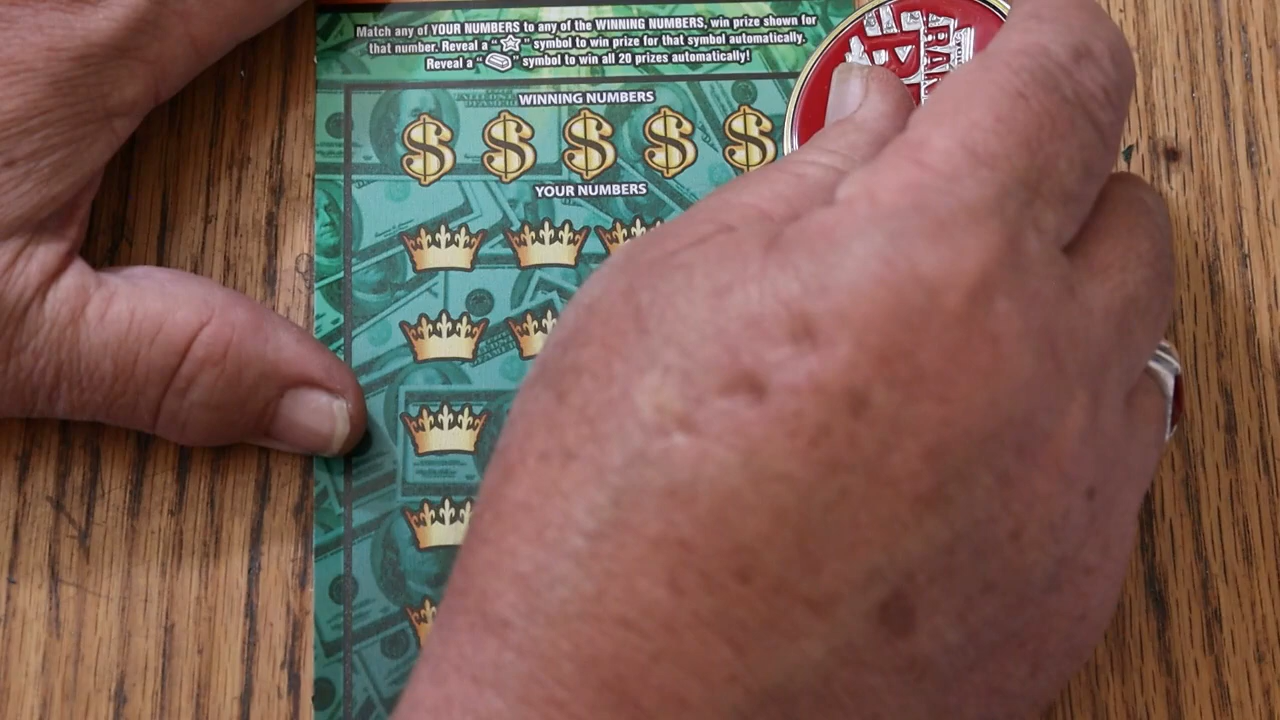 Match any of YOUR NUMBERS to any of the WINNING NUMBERS, win prize shown for
that number. Reveal a "☆" symbol to win prize for that symbol automatically.
Reveal a " " symbol to win all 20 prizes automatically!
WINNING NUMBERS
$ $ $ $ $
YOUR NUMBERS